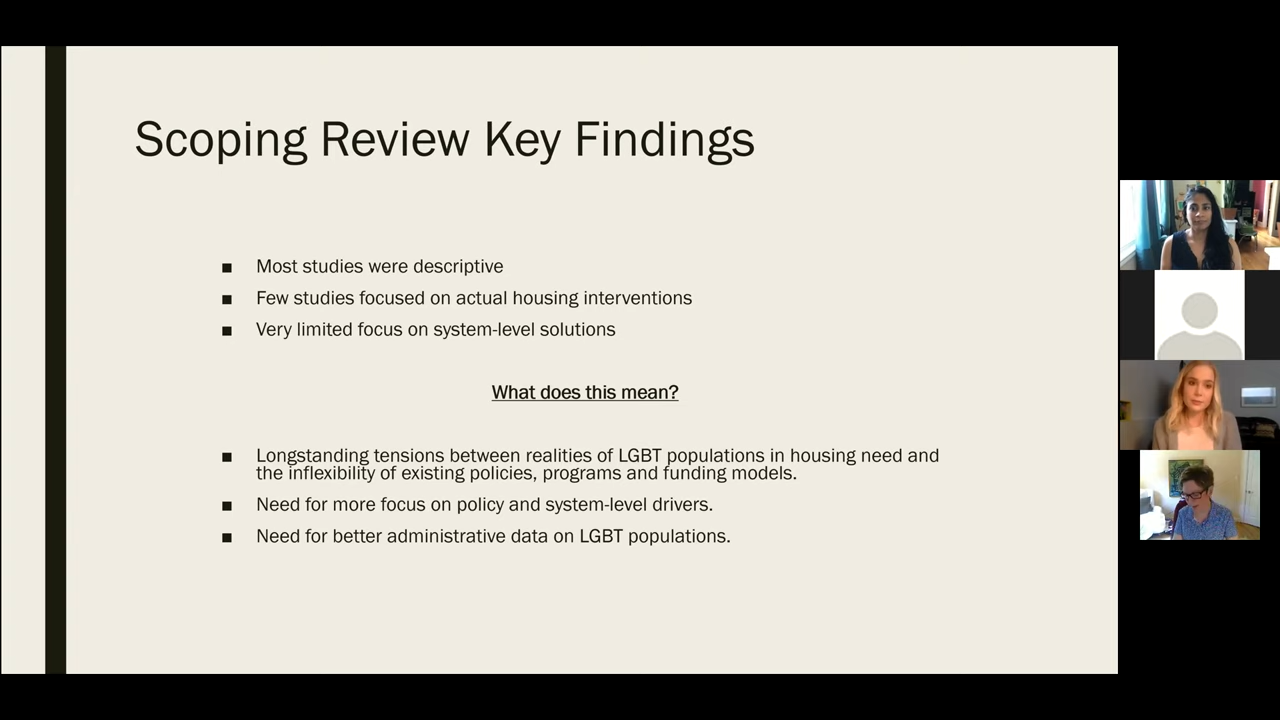 Scoping Review Key Findings
■ Most studies were descriptive
■ Few studies focused on actual housing interventions
■ Very limited focus on system-level solutions
What does this mean?
■ Longstanding tensions between realities of LGBT populations in housing need and
the inflexibility of existing policies, programs and funding models.
■ Need for more focus on policy and system-level drivers.
■ Need for better administrative data on LGBT populations.